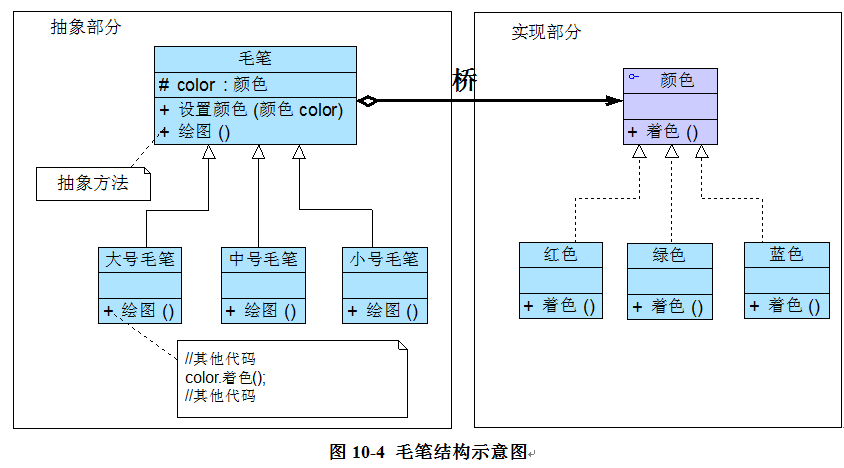 抽象部分
实现部分
毛笔
# color : 颜色
+ 设置颜色 (颜色 color)
+ 绘图 ()
桥
颜色
+ 着色 ()
抽象方法
大号毛笔
+ 绘图 ()
中号毛笔
+ 绘图 ()
小号毛笔
+ 绘图 ()
红色
+ 着色 ()
绿色
+ 着色 ()
蓝色
+ 着色 ()
//其他代码
color.着色();
//其他代码
图 10-4 毛笔结构示意图